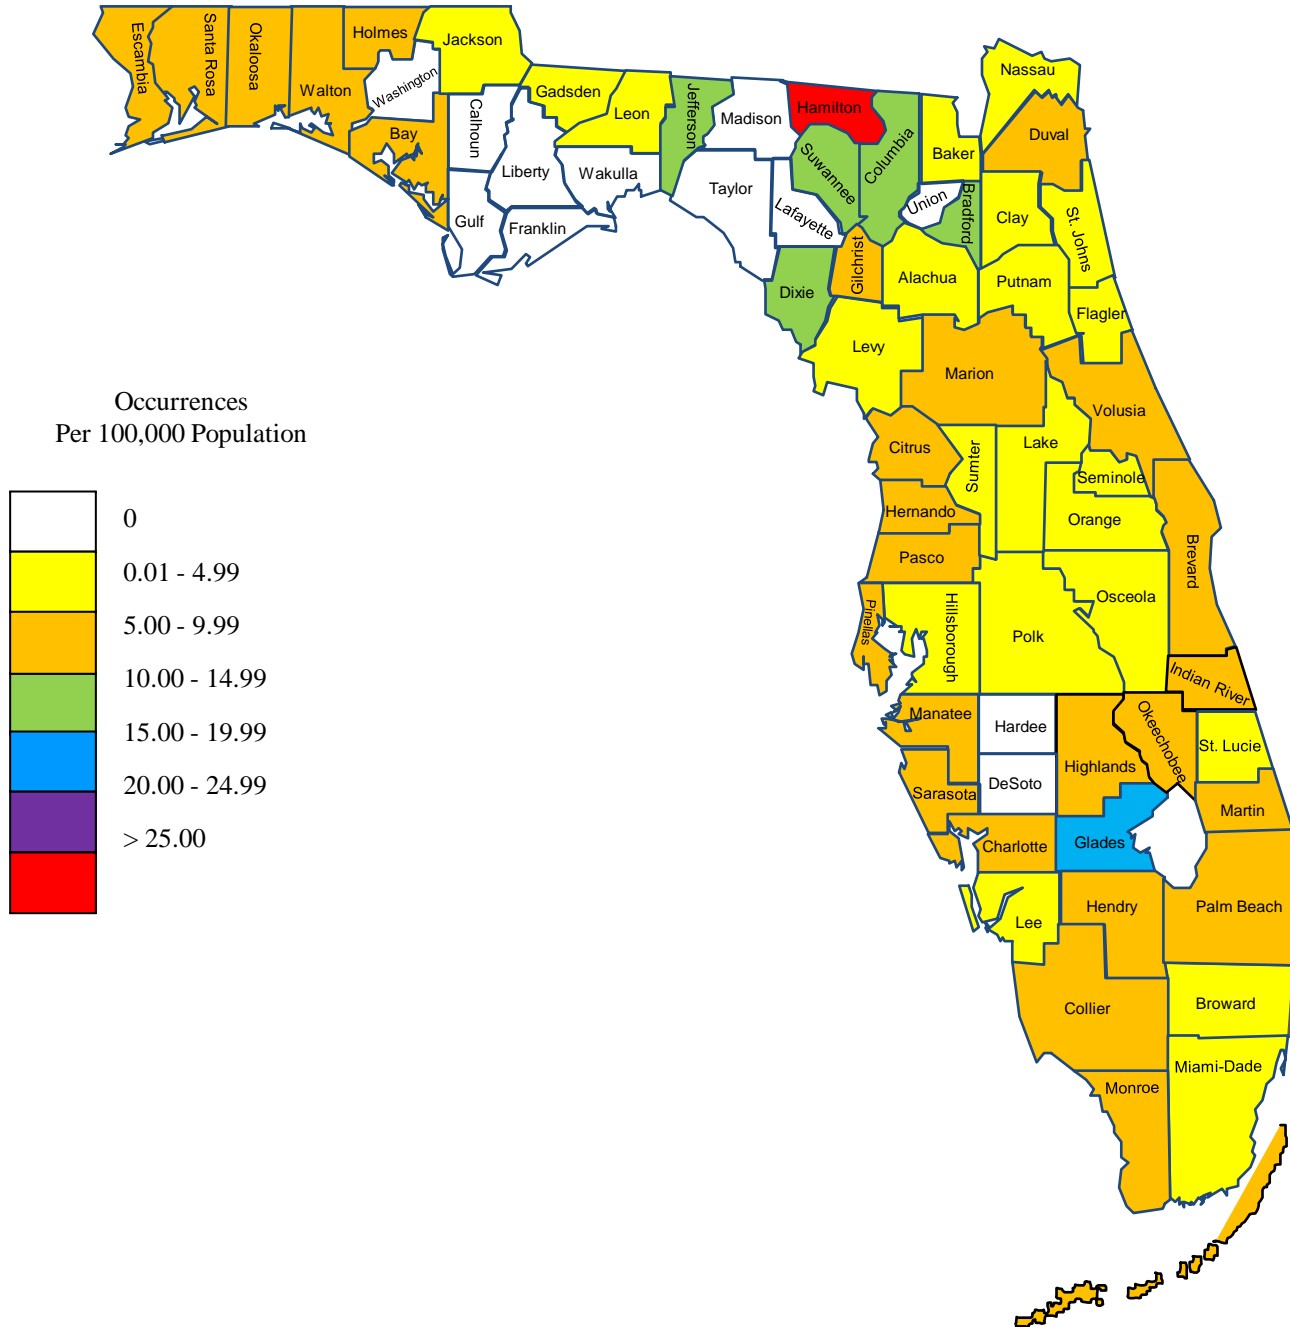 Escambia
Santa Rosa
Okaloosa
Holmes
Walton
Washington
Jackson
Bay
Calhoun
Gulf
Liberty
Franklin
Gadsden
Leon
Wakulla
Jefferson
Madison
Taylor
Hamilton
Suwannee
Lafayette
Columbia
Dixie
Gilchrist
Baker
Union
Bradford
Nassau
Duval
Clay
St. Johns
Alachua
Putnam
Flagler
Levy
Marion
Volusia
Occurrences
Per 100,000 Population
0
0.01 - 4.99
5.00 - 9.99
10.00 - 14.99
15.00 - 19.99
20.00 - 24.99
> 25.00
Citrus
Sumter
Lake
Seminole
Hernando
Orange
Pasco
Brevard
Pinellas
Hillsborough
Polk
Osceola
Indian River
Manatee
Hardee
Okeechobee
St. Lucie
Highlands
Sarasota
DeSoto
Martin
Charlotte
Glades
Lee
Hendry
Palm Beach
Collier
Broward
Miami-Dade
Monroe